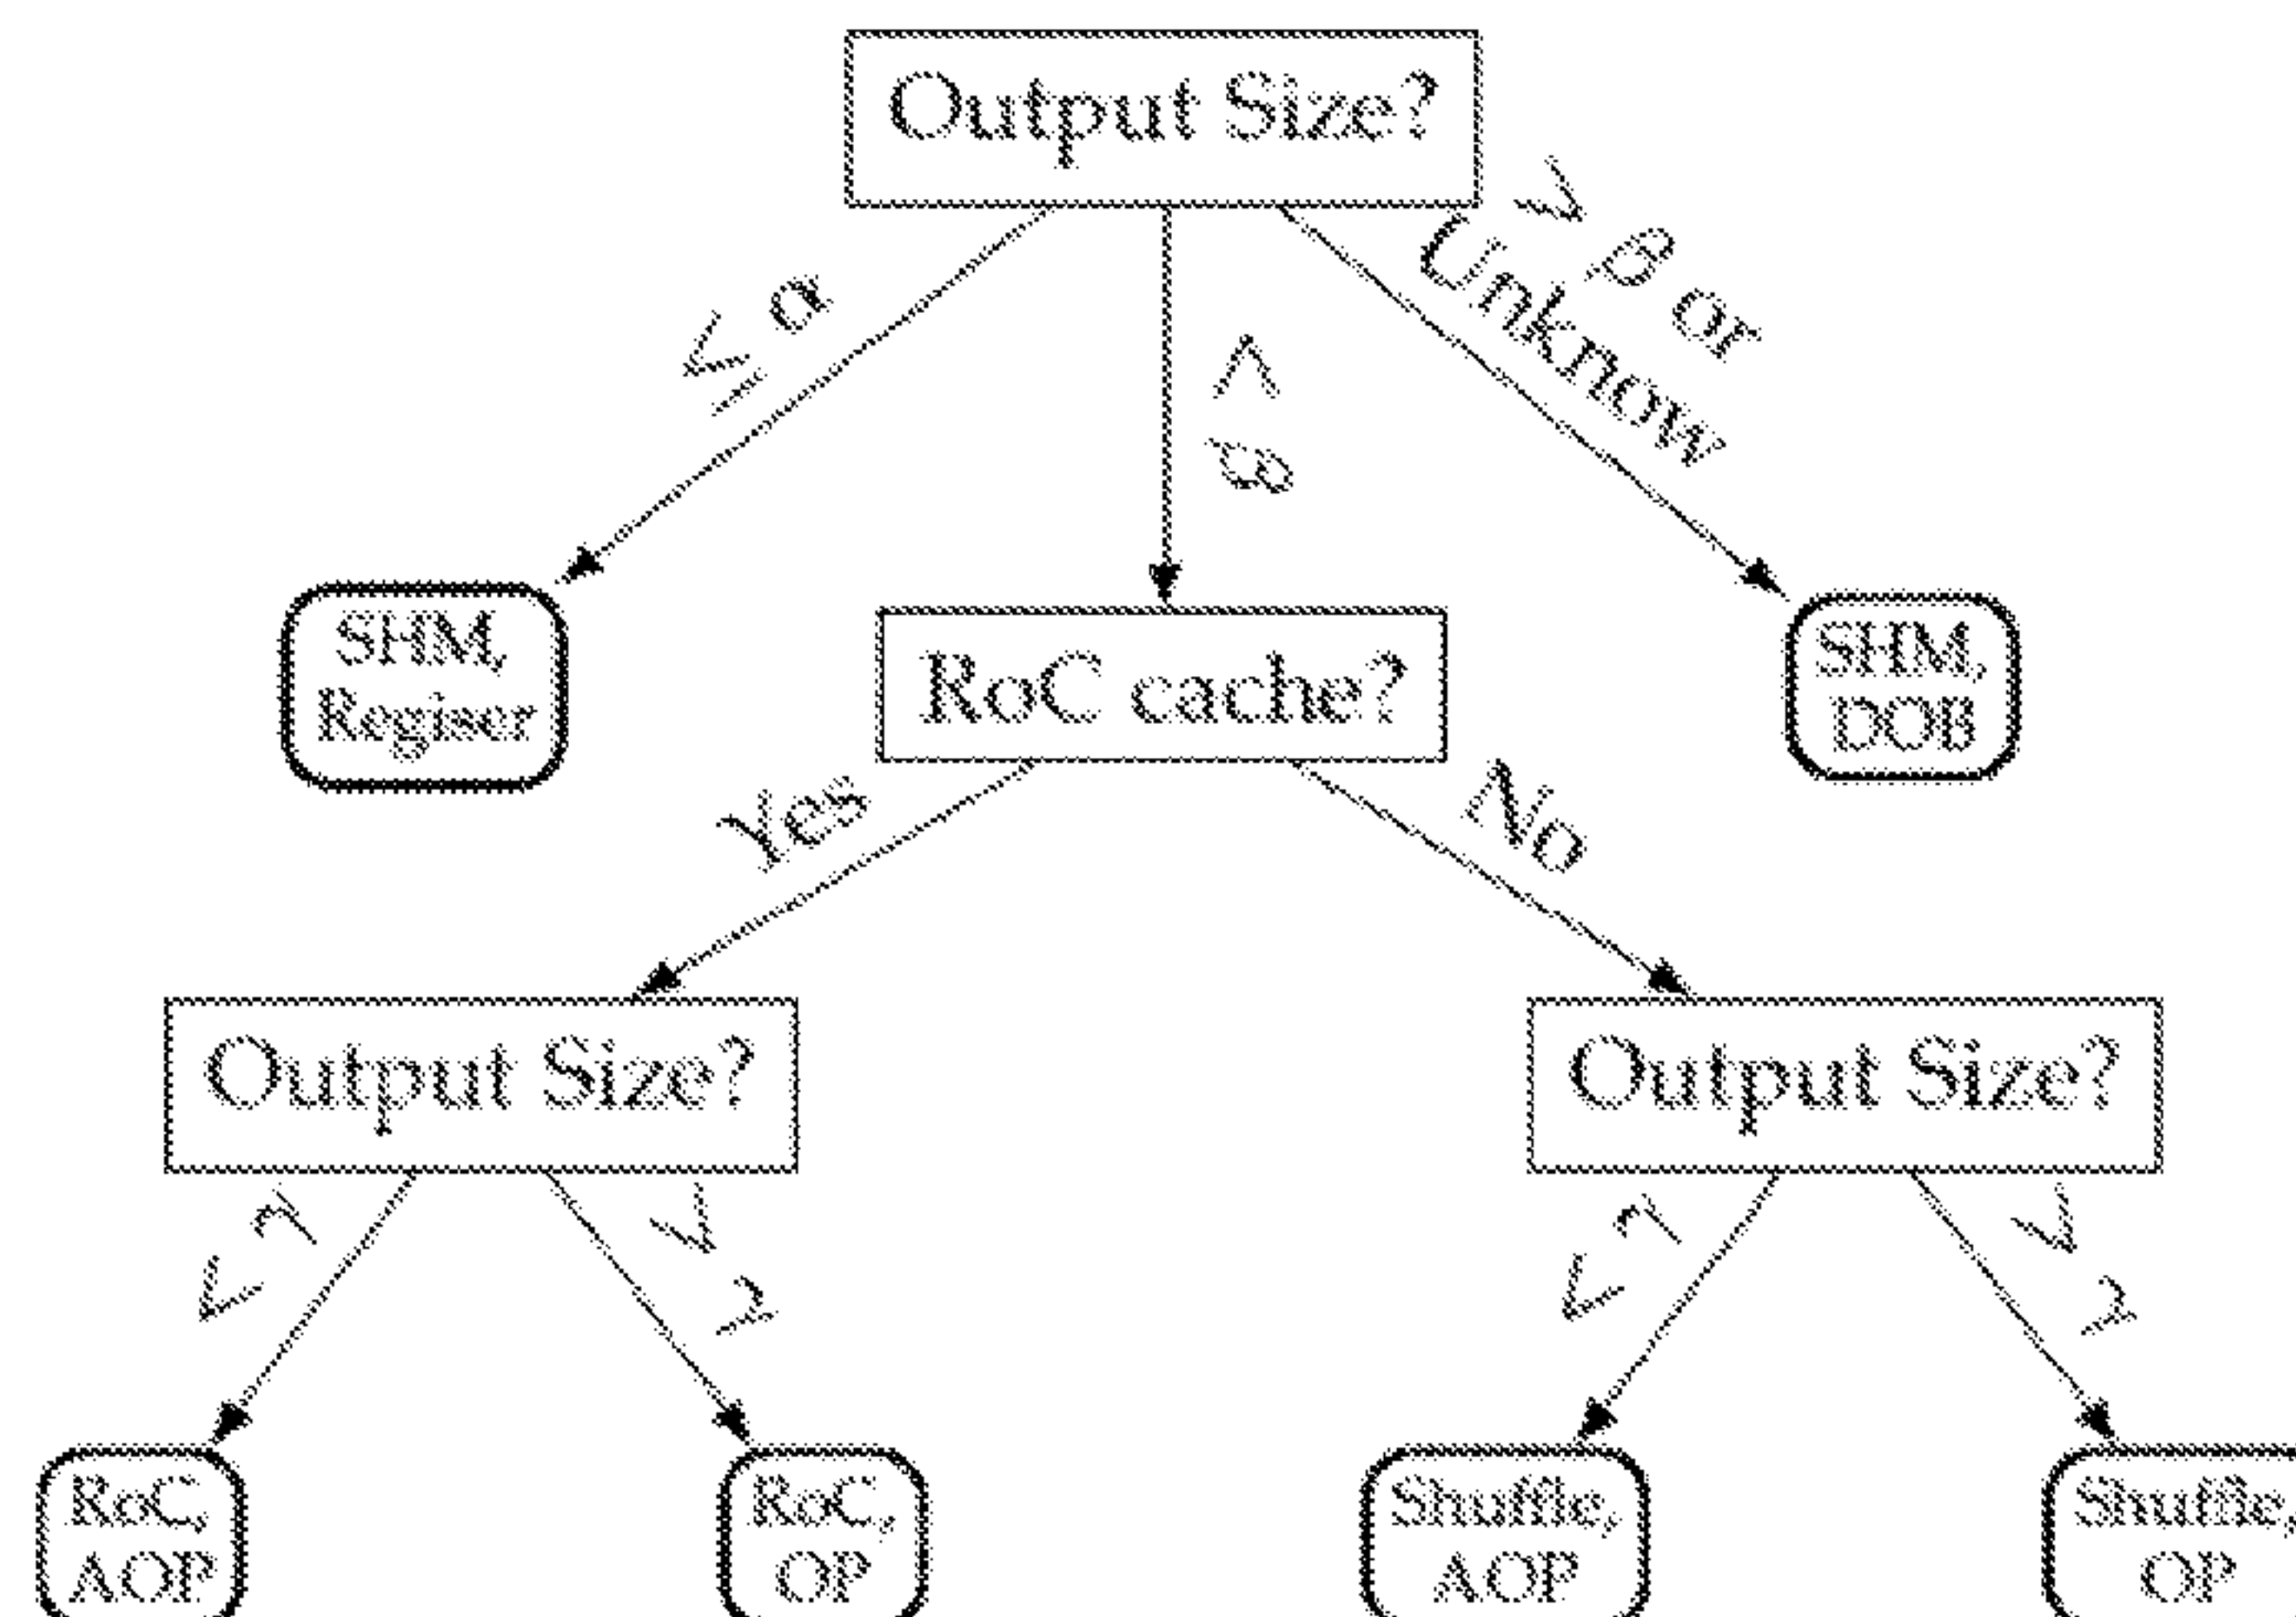 Output Size?
≤ α
< β
> β or
Unknow
SHM,
Regiser
RoC cache?
SHM,
DOB
Yes
No
Output Size?
Output Size?
< γ
> γ
< γ
> γ
RoC,
AOP
RoC,
OP
Shuffle,
AOP
Shuffle,
OP